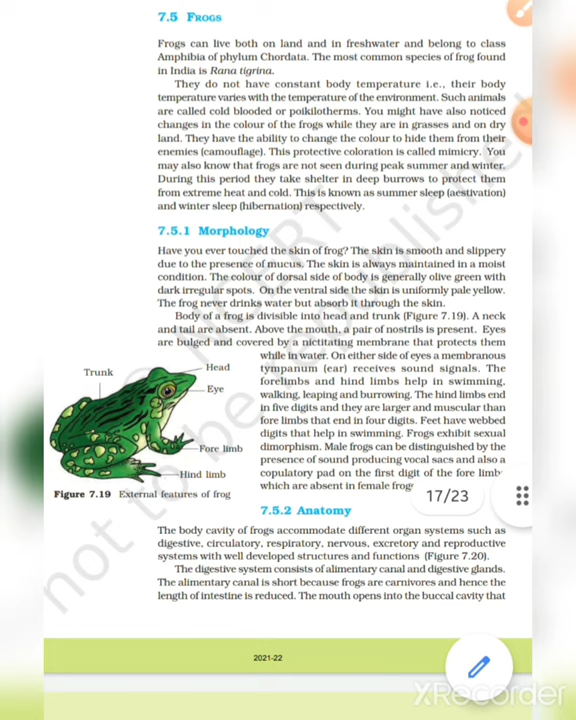 7.5 FROGS
Frogs can live both on land and in freshwater and belong to class
Amphibia of phylum Chordata. The most common species of frog found
in India is Rana tigrina.
They do not have constant body temperature i.e., their body
temperature varies with the temperature of the environment. Such animals
are called cold blooded or poikilotherms. You might have also noticed
changes in the colour of the frogs while they are in grasses and on dry
land. They have the ability to change the colour to hide them from their
enemies (camouflage). This protective coloration is called mimicry. You
may also know that frogs are not seen during peak summer and winter.
During this period they take shelter in deep burrows to protect them
from extreme heat and cold. This is known as summer sleep (aestivation)
and winter sleep (hibernation) respectively.
7.5.1 Morphology
Have you ever touched the skin of frog? The skin is smooth and slippery
due to the presence of mucus. The skin is always maintained in a moist
condition. The colour of dorsal side of body is generally olive green with
dark irregular spots. On the ventral side the skin is uniformly pale yellow.
The frog never drinks water but absorb it through the skin.
Body of a frog is divisible into head and trunk (Figure 7.19). A neck
and tail are absent. Above the mouth, a pair of nostrils is present. Eyes
are bulged and covered by a nictitating membrane that protects them
while in water. On either side of eyes a membranous
tympanum (ear) receives sound signals. The
forelimbs and hind limbs help in swimming,
walking, leaping and burrowing. The hind limbs end
in five digits and they are larger and muscular than
fore limbs that end in four digits. Feet have webbed
digits that help in swimming. Frogs exhibit sexual
dimorphism. Male frogs can be distinguished by the
presence of sound producing vocal sacs and also a
copulatory pad on the first digit of the fore limb
which are absent in female frog
Trunk
Head
Eye
Fore limb
Hind limb
Figure 7.19 External features of frog
17/23
7.5.2 Anatomy
The body cavity of frogs accommodate different organ systems such as
digestive, circulatory, respiratory, nervous, excretory and reproductive
systems with well developed structures and functions (Figure 7.20).
The digestive system consists of alimentary canal and digestive glands.
The alimentary canal is short because frogs are carnivores and hence the
length of intestine is reduced. The mouth opens into the buccal cavity that
2021-22
not to be republished
© NCERT
XRecorder